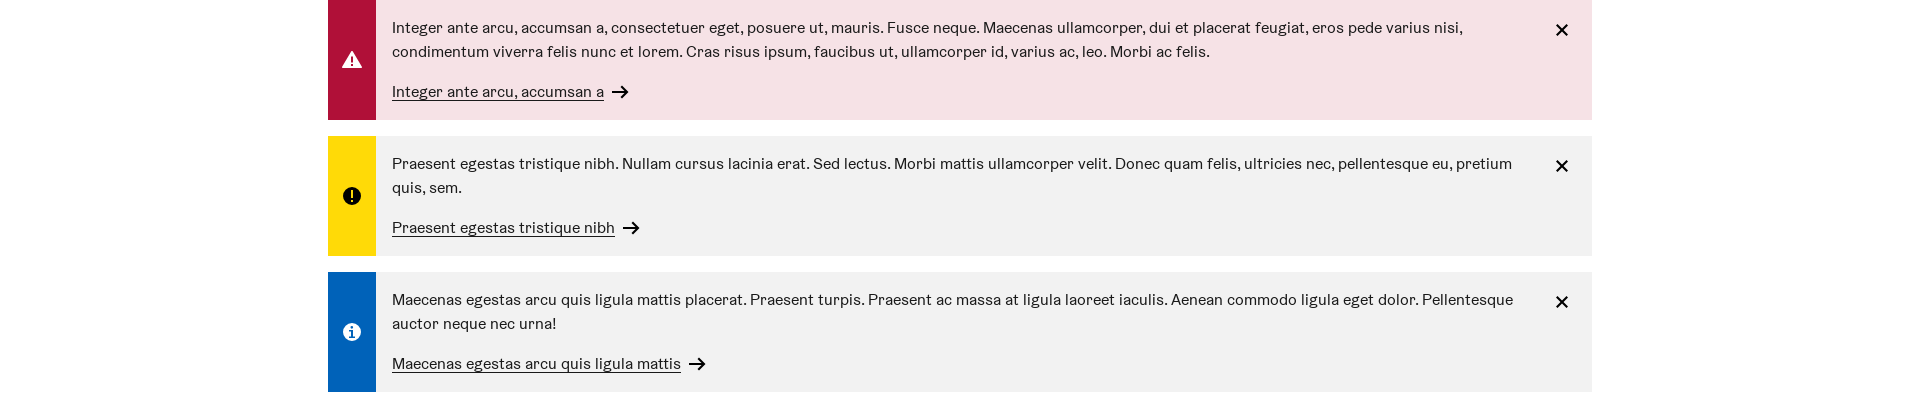 Integer ante arcu, accumsan a, consectetuer eget, posuere ut, mauris. Fusce neque. Maecenas ullamcorper, dui et placerat feugiat, eros pede varius nisi,
condimentum viverra felis nunc et lorem. Cras risus ipsum, faucibus ut, ullamcorper id, varius ac, leo. Morbi ac felis.
Integer ante arcu, accumsan a
Praesent egestas tristique nibh. Nullam cursus lacinia erat. Sed lectus. Morbi mattis ullamcorper velit. Donec quam felis, ultricies nec, pellentesque eu, pretium
quis, sem.
Praesent egestas tristique nibh
Maecenas egestas arcu quis ligula mattis placerat. Praesent turpis. Praesent ac massa at ligula laoreet iaculis. Aenean commodo ligula eget dolor. Pellentesque
auctor neque nec urna!
Maecenas egestas arcu quis ligula mattis